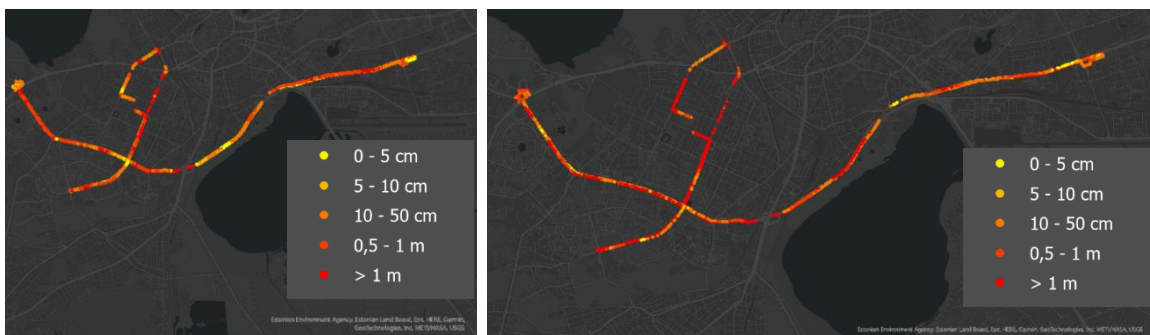 0 - 5 cm
5 - 10 cm
10 - 50 cm
0,5 - 1 m
> 1 m
Estonian Environment Agency, Estonian Land Board, Esri, HERE, Garmin,
GeoTechnologies, Inc, METI/NASA, USGS
0 - 5 cm
5 - 10 cm
10 - 50 cm
0,5 - 1 m
> 1 m
Estonian Environment Agency, Estonian Land Board, Esri, HERE, Garmin, GeoTechnologies, Inc, METI/NASA, USGS